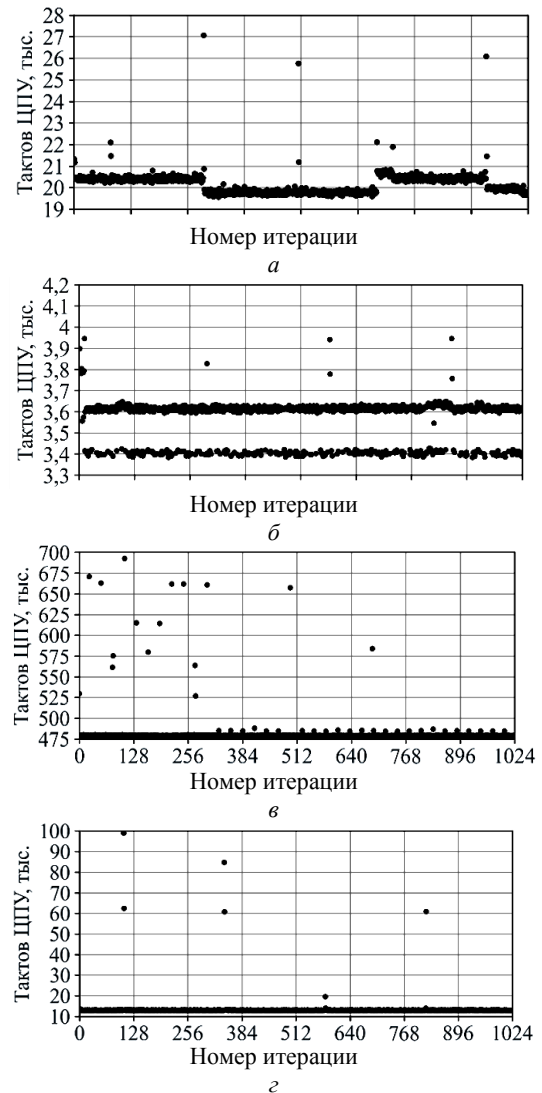 Тактов ЦПУ, тыс.
28
27
26
25
24
23
22
21
20
19
Номер итерации
а
Тактов ЦПУ, тыс.
4,2
4,1
4
3,9
3,8
3,7
3,6
3,5
3,4
3,3
Номер итерации
б
Тактов ЦПУ, тыс.
700
675
650
625
600
575
550
525
500
475
0 128 256 384 512 640 768 896 1024
Номер итерации
в
Тактов ЦПУ, тыс.
100
90
80
70
60
50
40
30
20
10
0 128 256 384 512 640 768 896 1024
Номер итерации
г